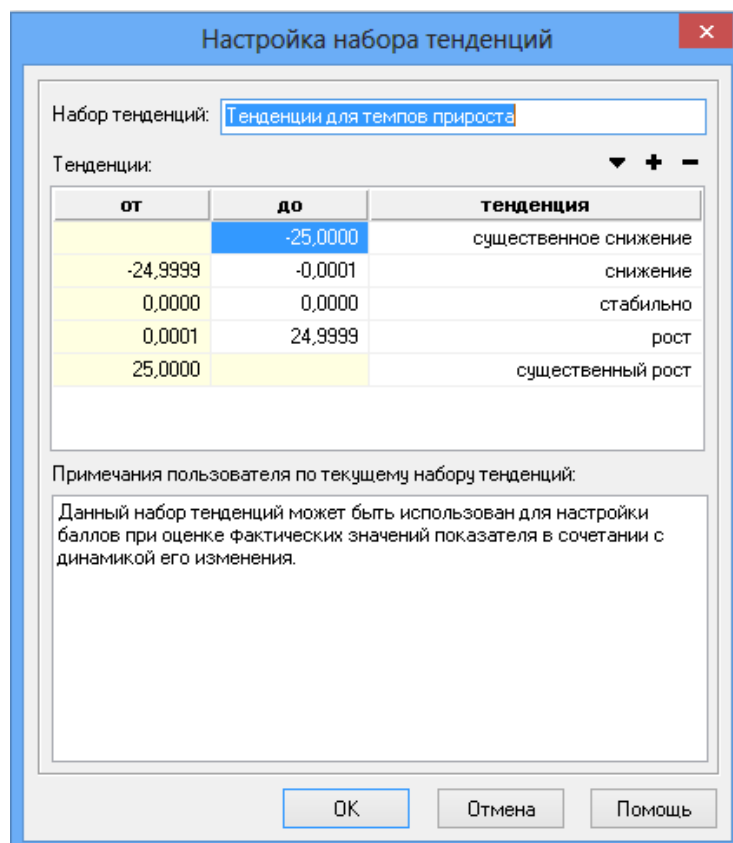 Настройка набора тенденций
Набор тенденций: Тенденции для темпов прироста
Тенденции:
от до тенденция
-25,0000 существенное снижение
-24,9999 -0,0001 снижение
0,0000 0,0000 стабильно
0,0001 24,9999 рост
25,0000 существенный рост
Примечания пользователя по текущему набору тенденций:
Данный набор тенденций может быть использован для настройки
баллов при оценке фактических значений показателя в сочетании с
динамикой его изменения.
ОК Отмена Помощь